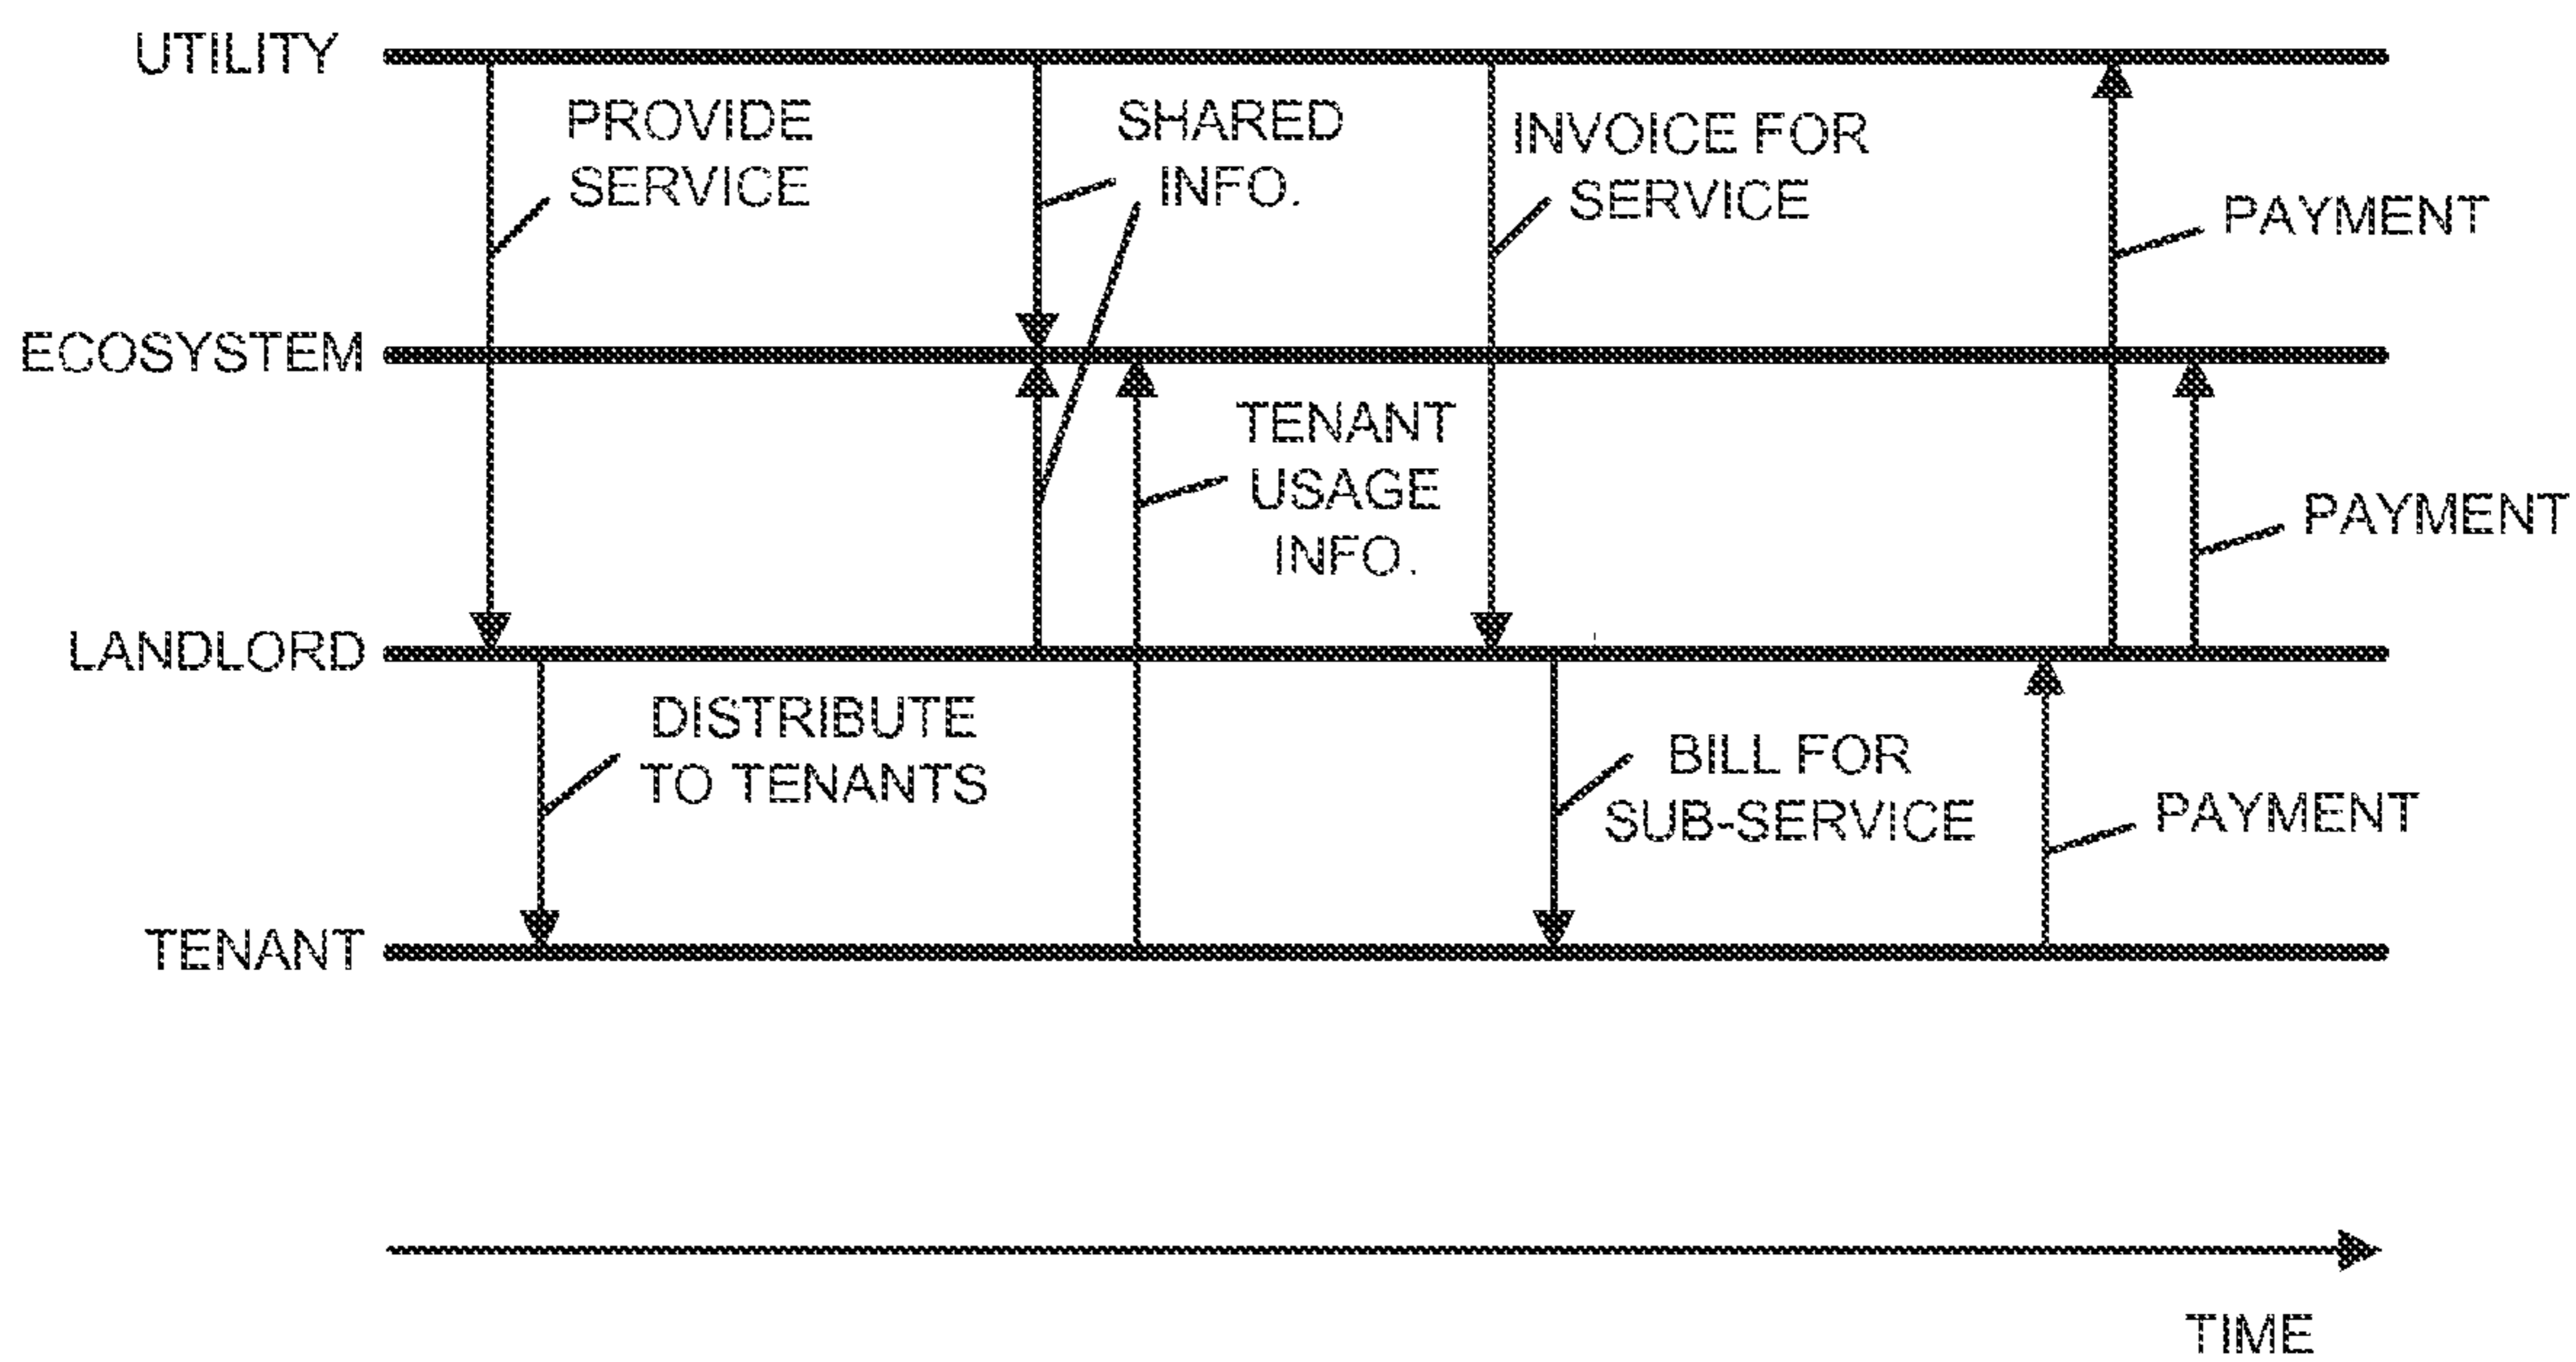 UTILITY
PROVIDE
SERVICE
SHARED
INFO.
INVOICE FOR
SERVICE
PAYMENT
ECOSYSTEM
TENANT
USAGE
INFO.
PAYMENT
LANDLORD
DISTRIBUTE
TO TENANTS
BILL FOR
SUB-SERVICE
PAYMENT
TENANT
TIME